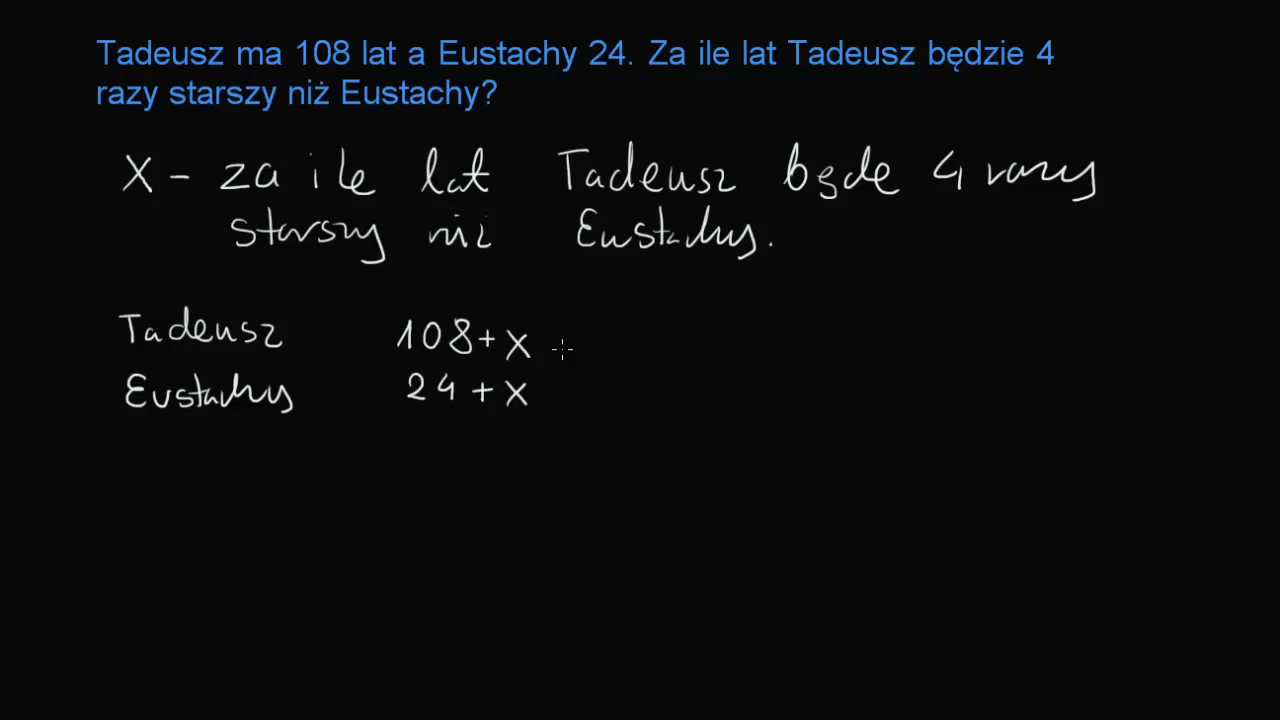 Tadeusz ma 108 lat a Eustachy 24. Za ile lat Tadeusz będzie 4
razy starszy niż Eustachy?
X - za ile lat Tadeusz będe 4 razy
starszy niż Eustachy.
Tadeusz 108+x
Eustachy 24+x